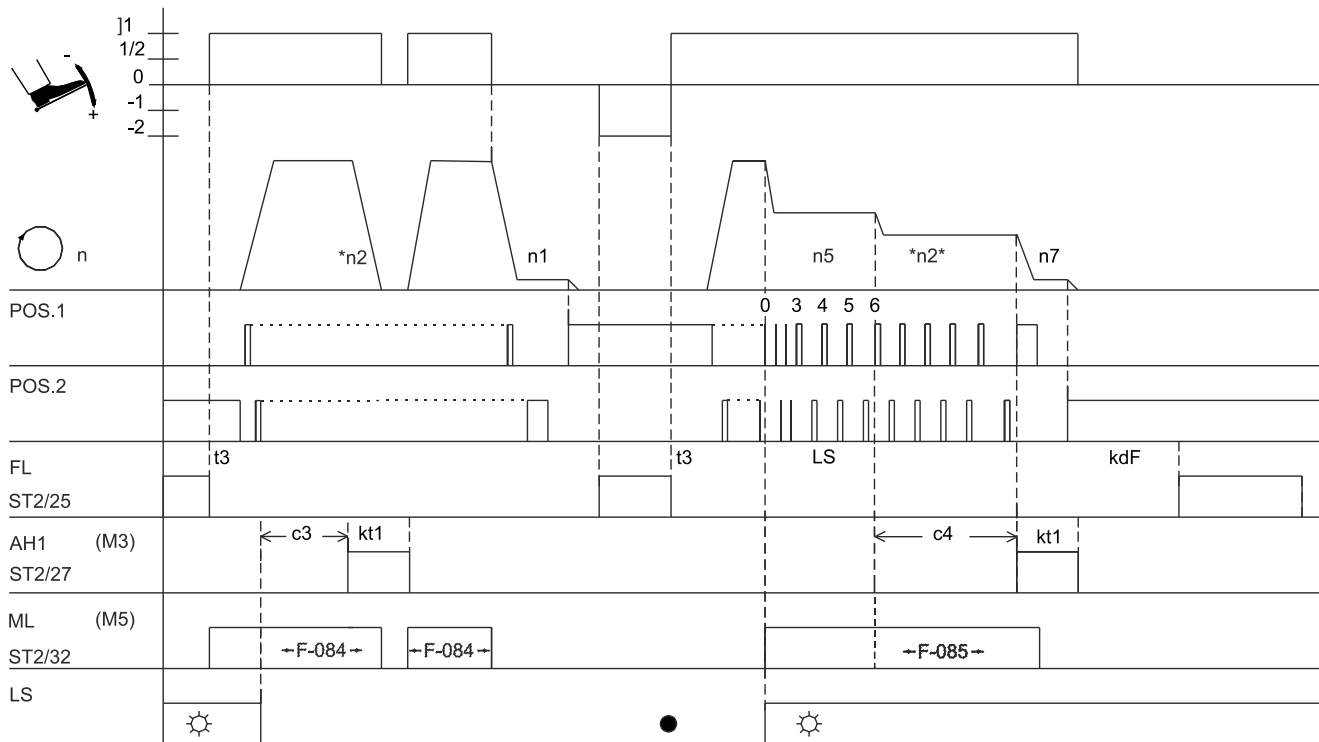 ]1
1/2
0
-1
-2
-
+
n
*n2
n1
n5
*n2*
n7
POS.1
0 3 4 5 6
POS.2
FL
ST2/25
t3
t3
LS
kdF
AH1 (M3)
ST2/27
c3
kt1
c4
kt1
ML (M5)
ST2/32
F-084
F-084
F-085
LS